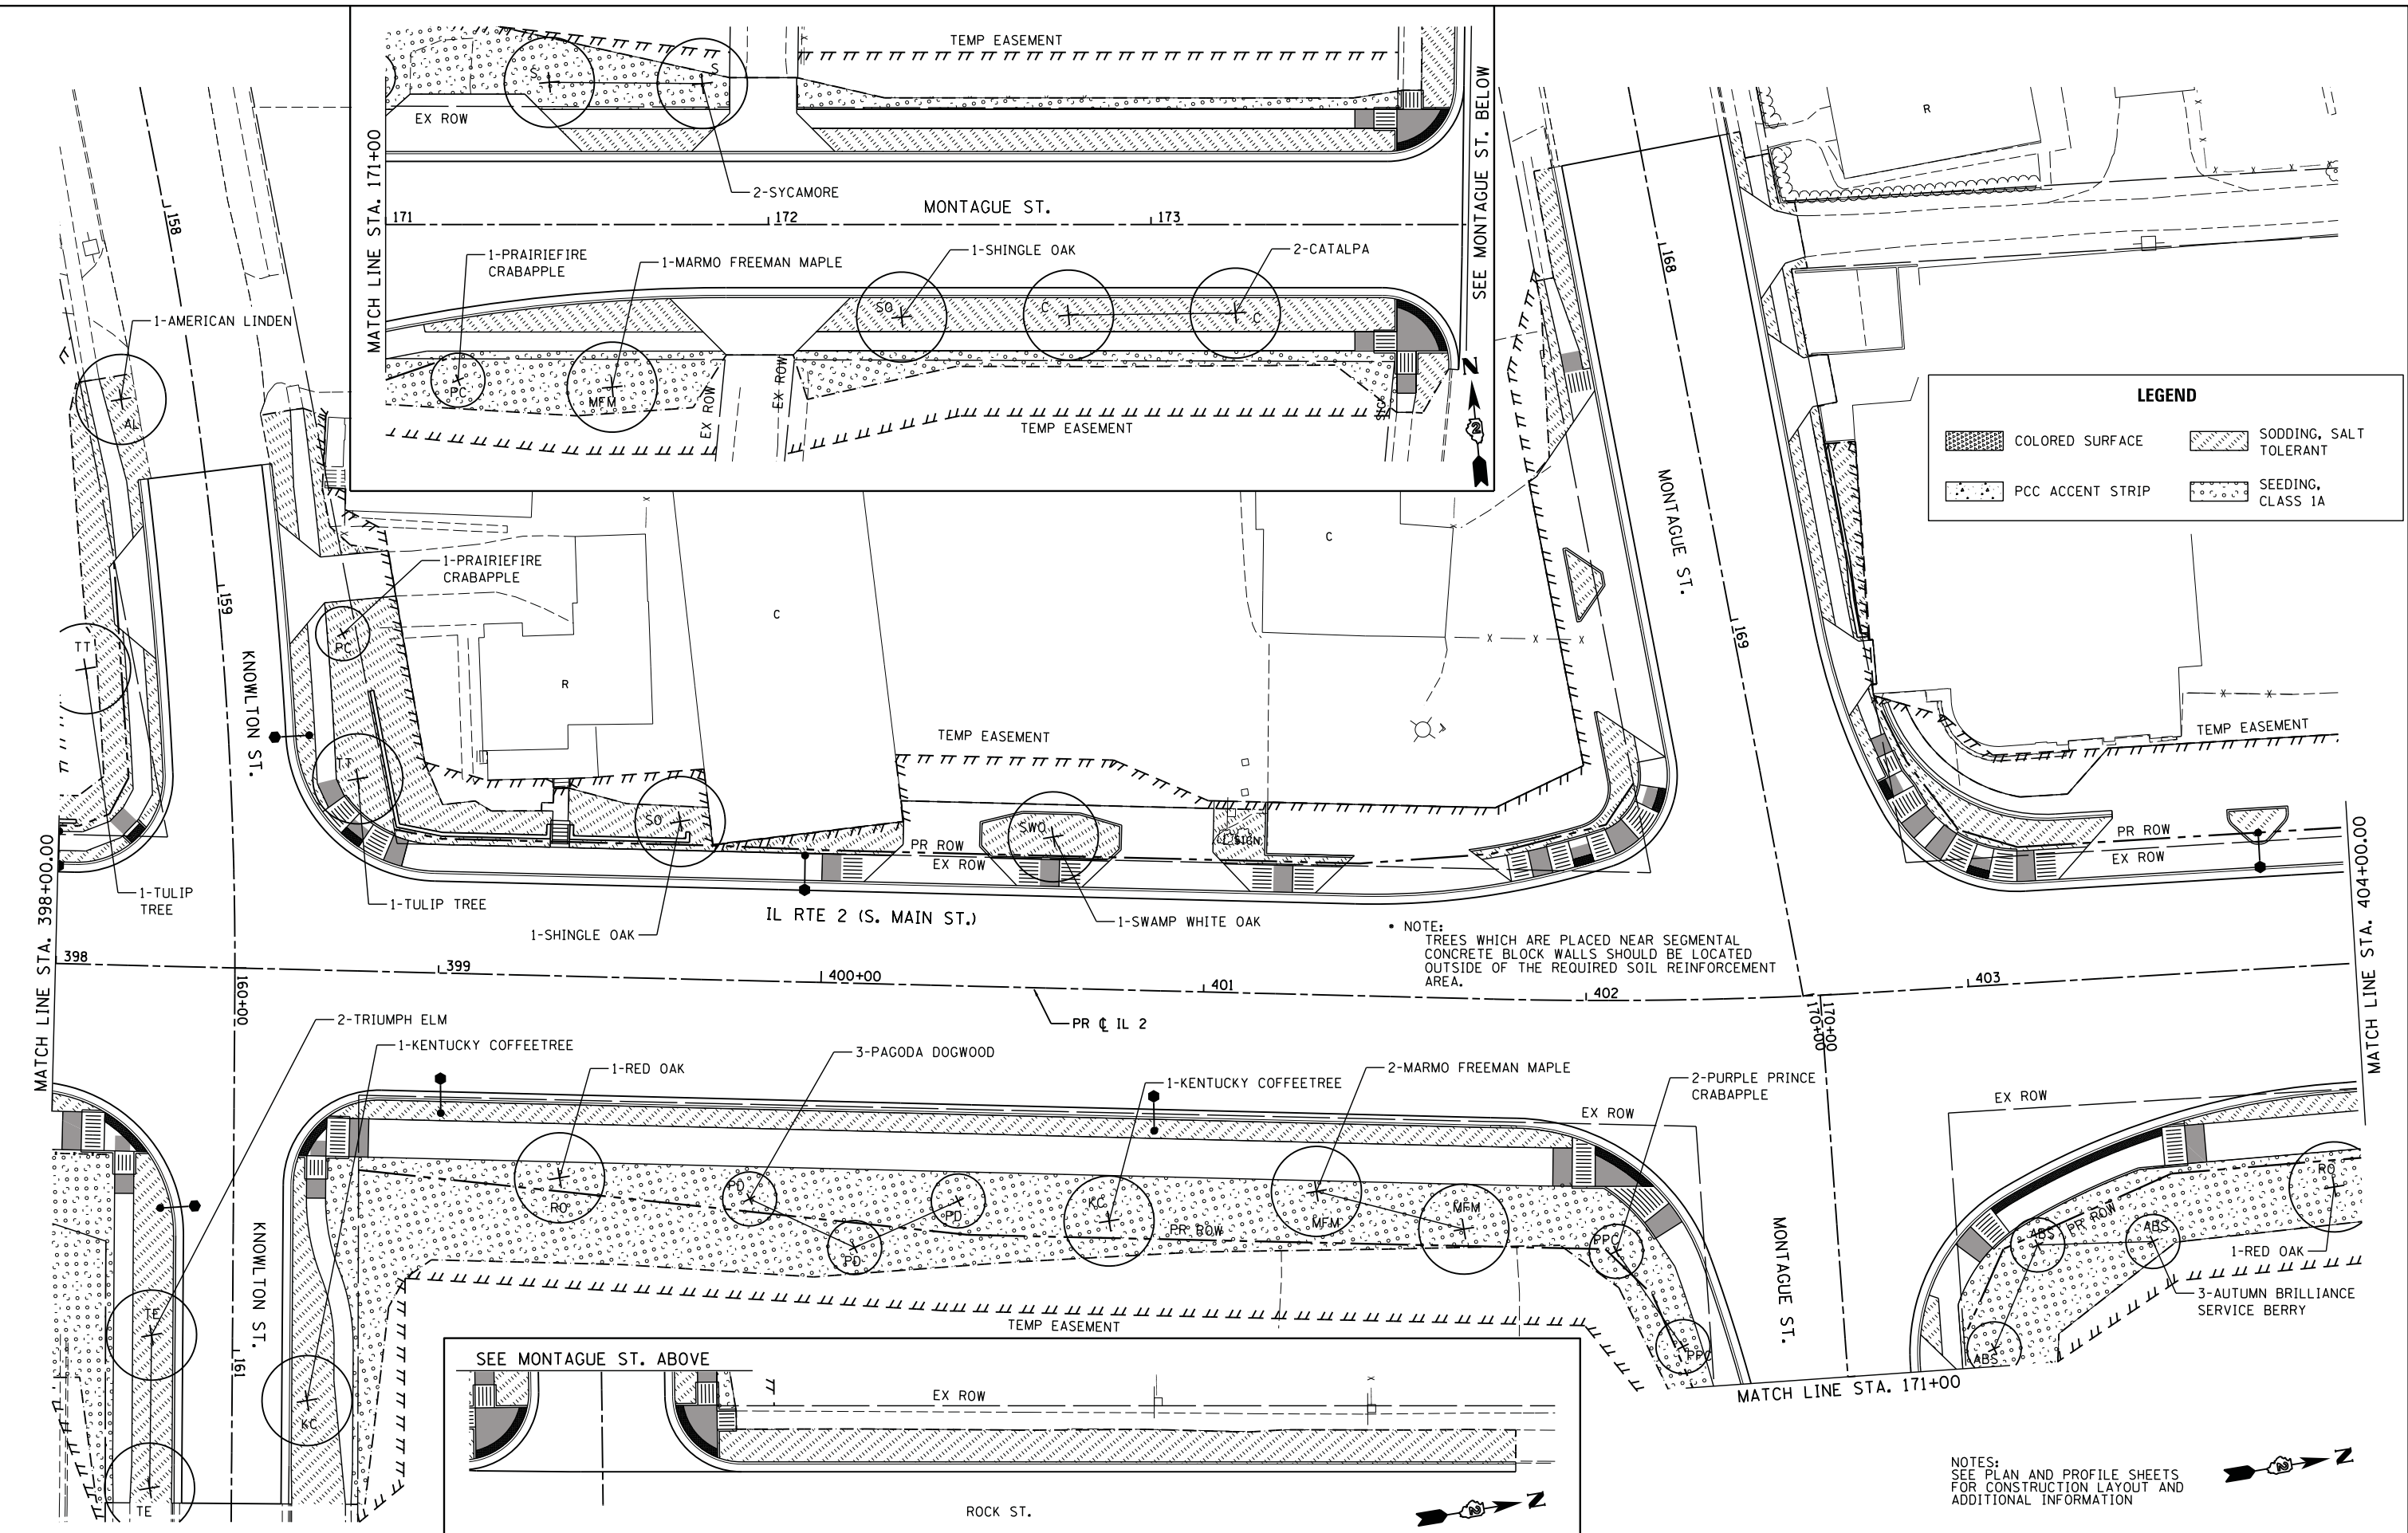 TEMP EASEMENT
S
S
EX ROW
MATCH LINE STA. 171+00
SEE MONTAGUE ST. BELOW
2-SYCAMORE
MONTAGUE ST.
171
172
173
1-PRAIRIEFIRE
CRABAPPLE
1-MARMO FREEMAN MAPLE
1-SHINGLE OAK
2-CATALPA
SO
C
C
PC
MFM
EX ROW
EX ROW
SIG
TEMP EASEMENT
N
2
158
1-AMERICAN LINDEN
AL
159
KNOWLTON ST.
TT
1-PRAIRIEFIRE
CRABAPPLE
PC
R
C
C
TT
SO
TEMP EASEMENT
SWO
SIGN
PR ROW
EX ROW
1-TULIP
TREE
1-TULIP TREE
1-SHINGLE OAK
IL RTE 2 (S. MAIN ST.)
1-SWAMP WHITE OAK
168
MONTAGUE ST.
169
R
LEGEND
COLORED SURFACE
SODDING, SALT
TOLERANT
PCC ACCENT STRIP
SEEDING,
CLASS 1A
TEMP EASEMENT
PR ROW
EX ROW
• NOTE:
TREES WHICH ARE PLACED NEAR SEGMENTAL
CONCRETE BLOCK WALLS SHOULD BE LOCATED
OUTSIDE OF THE REQUIRED SOIL REINFORCEMENT
AREA.
MATCH LINE STA. 398+00.00
MATCH LINE STA. 404+00.00
398
399
400+00
401
402
403
160+00
170+00
170+00
PR ℄ IL 2
2-TRIUMPH ELM
1-KENTUCKY COFFEETREE
1-RED OAK
3-PAGODA DOGWOOD
1-KENTUCKY COFFEETREE
2-MARMO FREEMAN MAPLE
2-PURPLE PRINCE
CRABAPPLE
EX ROW
EX ROW
RO
PD
PD
PD
KC
PR ROW
MFM
MFM
PPC
PPC
ABS
PR ROW
ABS
ABS
RO
1-RED OAK
3-AUTUMN BRILLIANCE
SERVICE BERRY
KNOWLTON ST.
161
TE
TE
KC
TEMP EASEMENT
MONTAGUE ST.
MATCH LINE STA. 171+00
SEE MONTAGUE ST. ABOVE
EX ROW
ROCK ST.
2
N
NOTES:
SEE PLAN AND PROFILE SHEETS
FOR CONSTRUCTION LAYOUT AND
ADDITIONAL INFORMATION
2
N